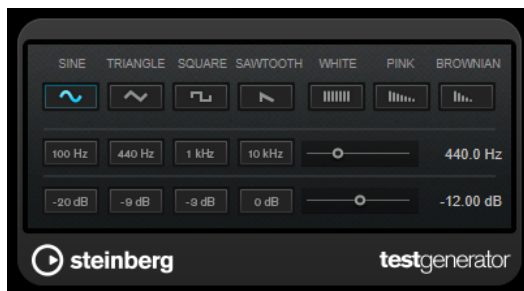 SINE TRIANGLE SQUARE SAWTOOTH WHITE PINK BROWNIAN
100 Hz 440 Hz 1 kHz 10 kHz 440.0 Hz
-20 dB -9 dB -3 dB 0 dB -12.00 dB
steinberg testgenerator